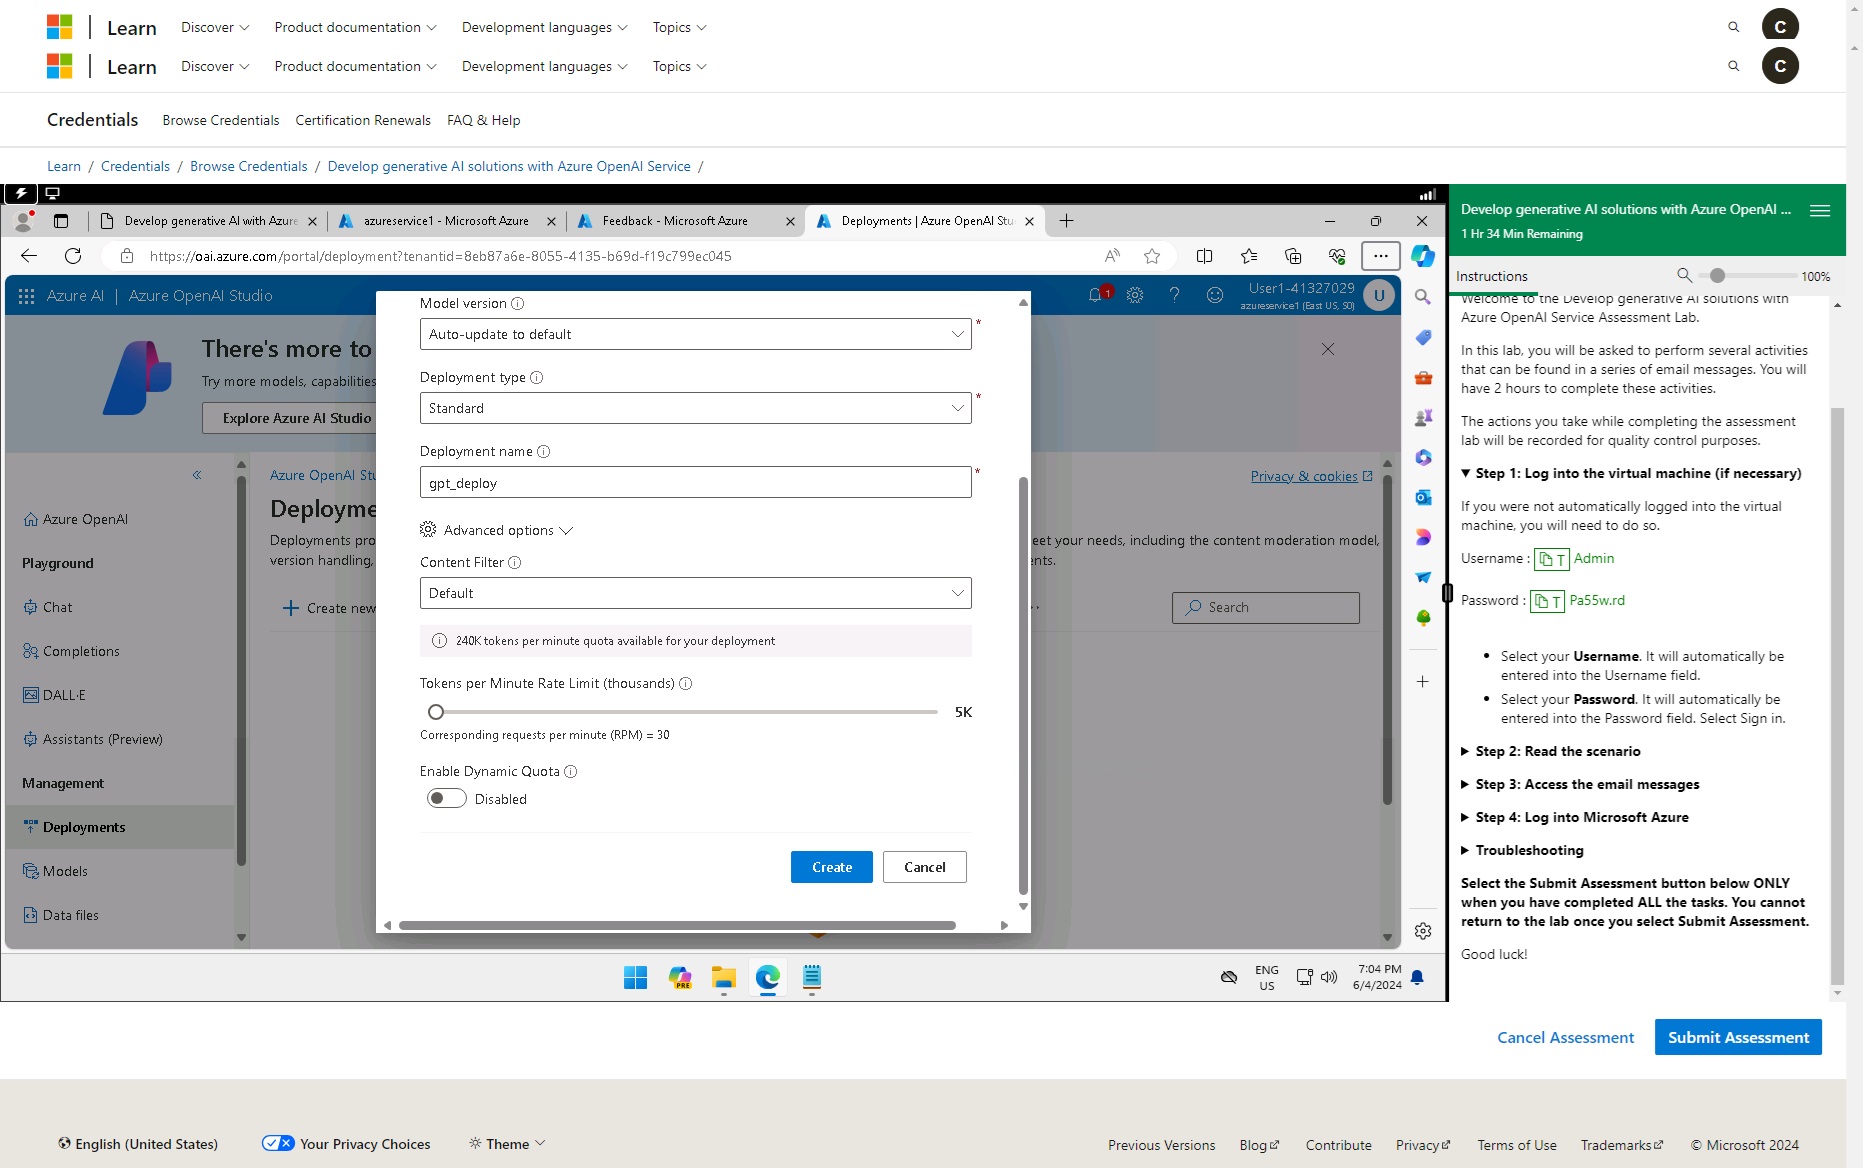 Learn Discover Product documentation Development languages Topics C
Learn Discover Product documentation Development languages Topics C
Credentials Browse Credentials Certification Renewals FAQ & Help
Learn / Credentials / Browse Credentials / Develop generative AI solutions with Azure OpenAI Service /
Develop generative AI with Azure
azureservice1 - Microsoft Azure
Feedback - Microsoft Azure
Deployments | Azure OpenAI Stu
https://oai.azure.com/portal/deployment?tenantid=8eb87a6e-8055-4135-b69d-f19c799ec045
Azure AI | Azure OpenAI Studio
1
User1-41327029
azureservice1 (East US, S0)
U
There's more to
Try more models, capabilities
Explore Azure AI Studio
Azure OpenAI
Playground
Chat
Completions
DALL·E
Assistants (Preview)
Management
Deployments
Models
Data files
Azure OpenAI Stu
Privacy & cookies
Deployme
Deployments pro
eet your needs, including the content moderation model,
version handling,
ents.
Create new
Search
Model version
Auto-update to default
*
Deployment type
Standard
*
Deployment name
gpt_deploy
*
Advanced options
Content Filter
Default
240K tokens per minute quota available for your deployment
Tokens per Minute Rate Limit (thousands)
5K
Corresponding requests per minute (RPM) = 30
Enable Dynamic Quota
Disabled
Create Cancel
PRE
ENG
US
7:04 PM
6/4/2024
Develop generative AI solutions with Azure OpenAI ...
1 Hr 34 Min Remaining
Instructions 100%
Welcome to the Develop generative AI solutions with
Azure OpenAI Service Assessment Lab.
In this lab, you will be asked to perform several activities
that can be found in a series of email messages. You will
have 2 hours to complete these activities.
The actions you take while completing the assessment
lab will be recorded for quality control purposes.
Step 1: Log into the virtual machine (if necessary)
If you were not automatically logged into the virtual
machine, you will need to do so.
Username : T Admin
Password : T Pa55w.rd
• Select your Username. It will automatically be
entered into the Username field.
• Select your Password. It will automatically be
entered into the Password field. Select Sign in.
Step 2: Read the scenario
Step 3: Access the email messages
Step 4: Log into Microsoft Azure
Troubleshooting
Select the Submit Assessment button below ONLY
when you have completed ALL the tasks. You cannot
return to the lab once you select Submit Assessment.
Good luck!
Cancel Assessment Submit Assessment
English (United States) Your Privacy Choices Theme
Previous Versions Blog Contribute Privacy Terms of Use Trademarks © Microsoft 2024